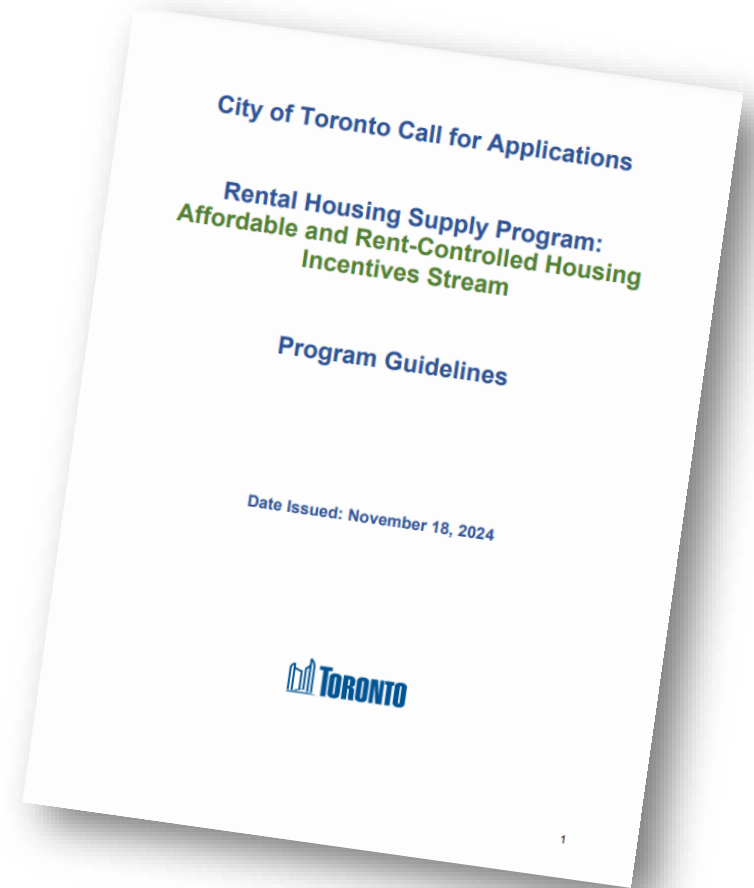 City of Toronto Call for Applications
Rental Housing Supply Program:
Affordable and Rent-Controlled Housing
Incentives Stream
Program Guidelines
Date Issued: November 18, 2024
TORONTO
1